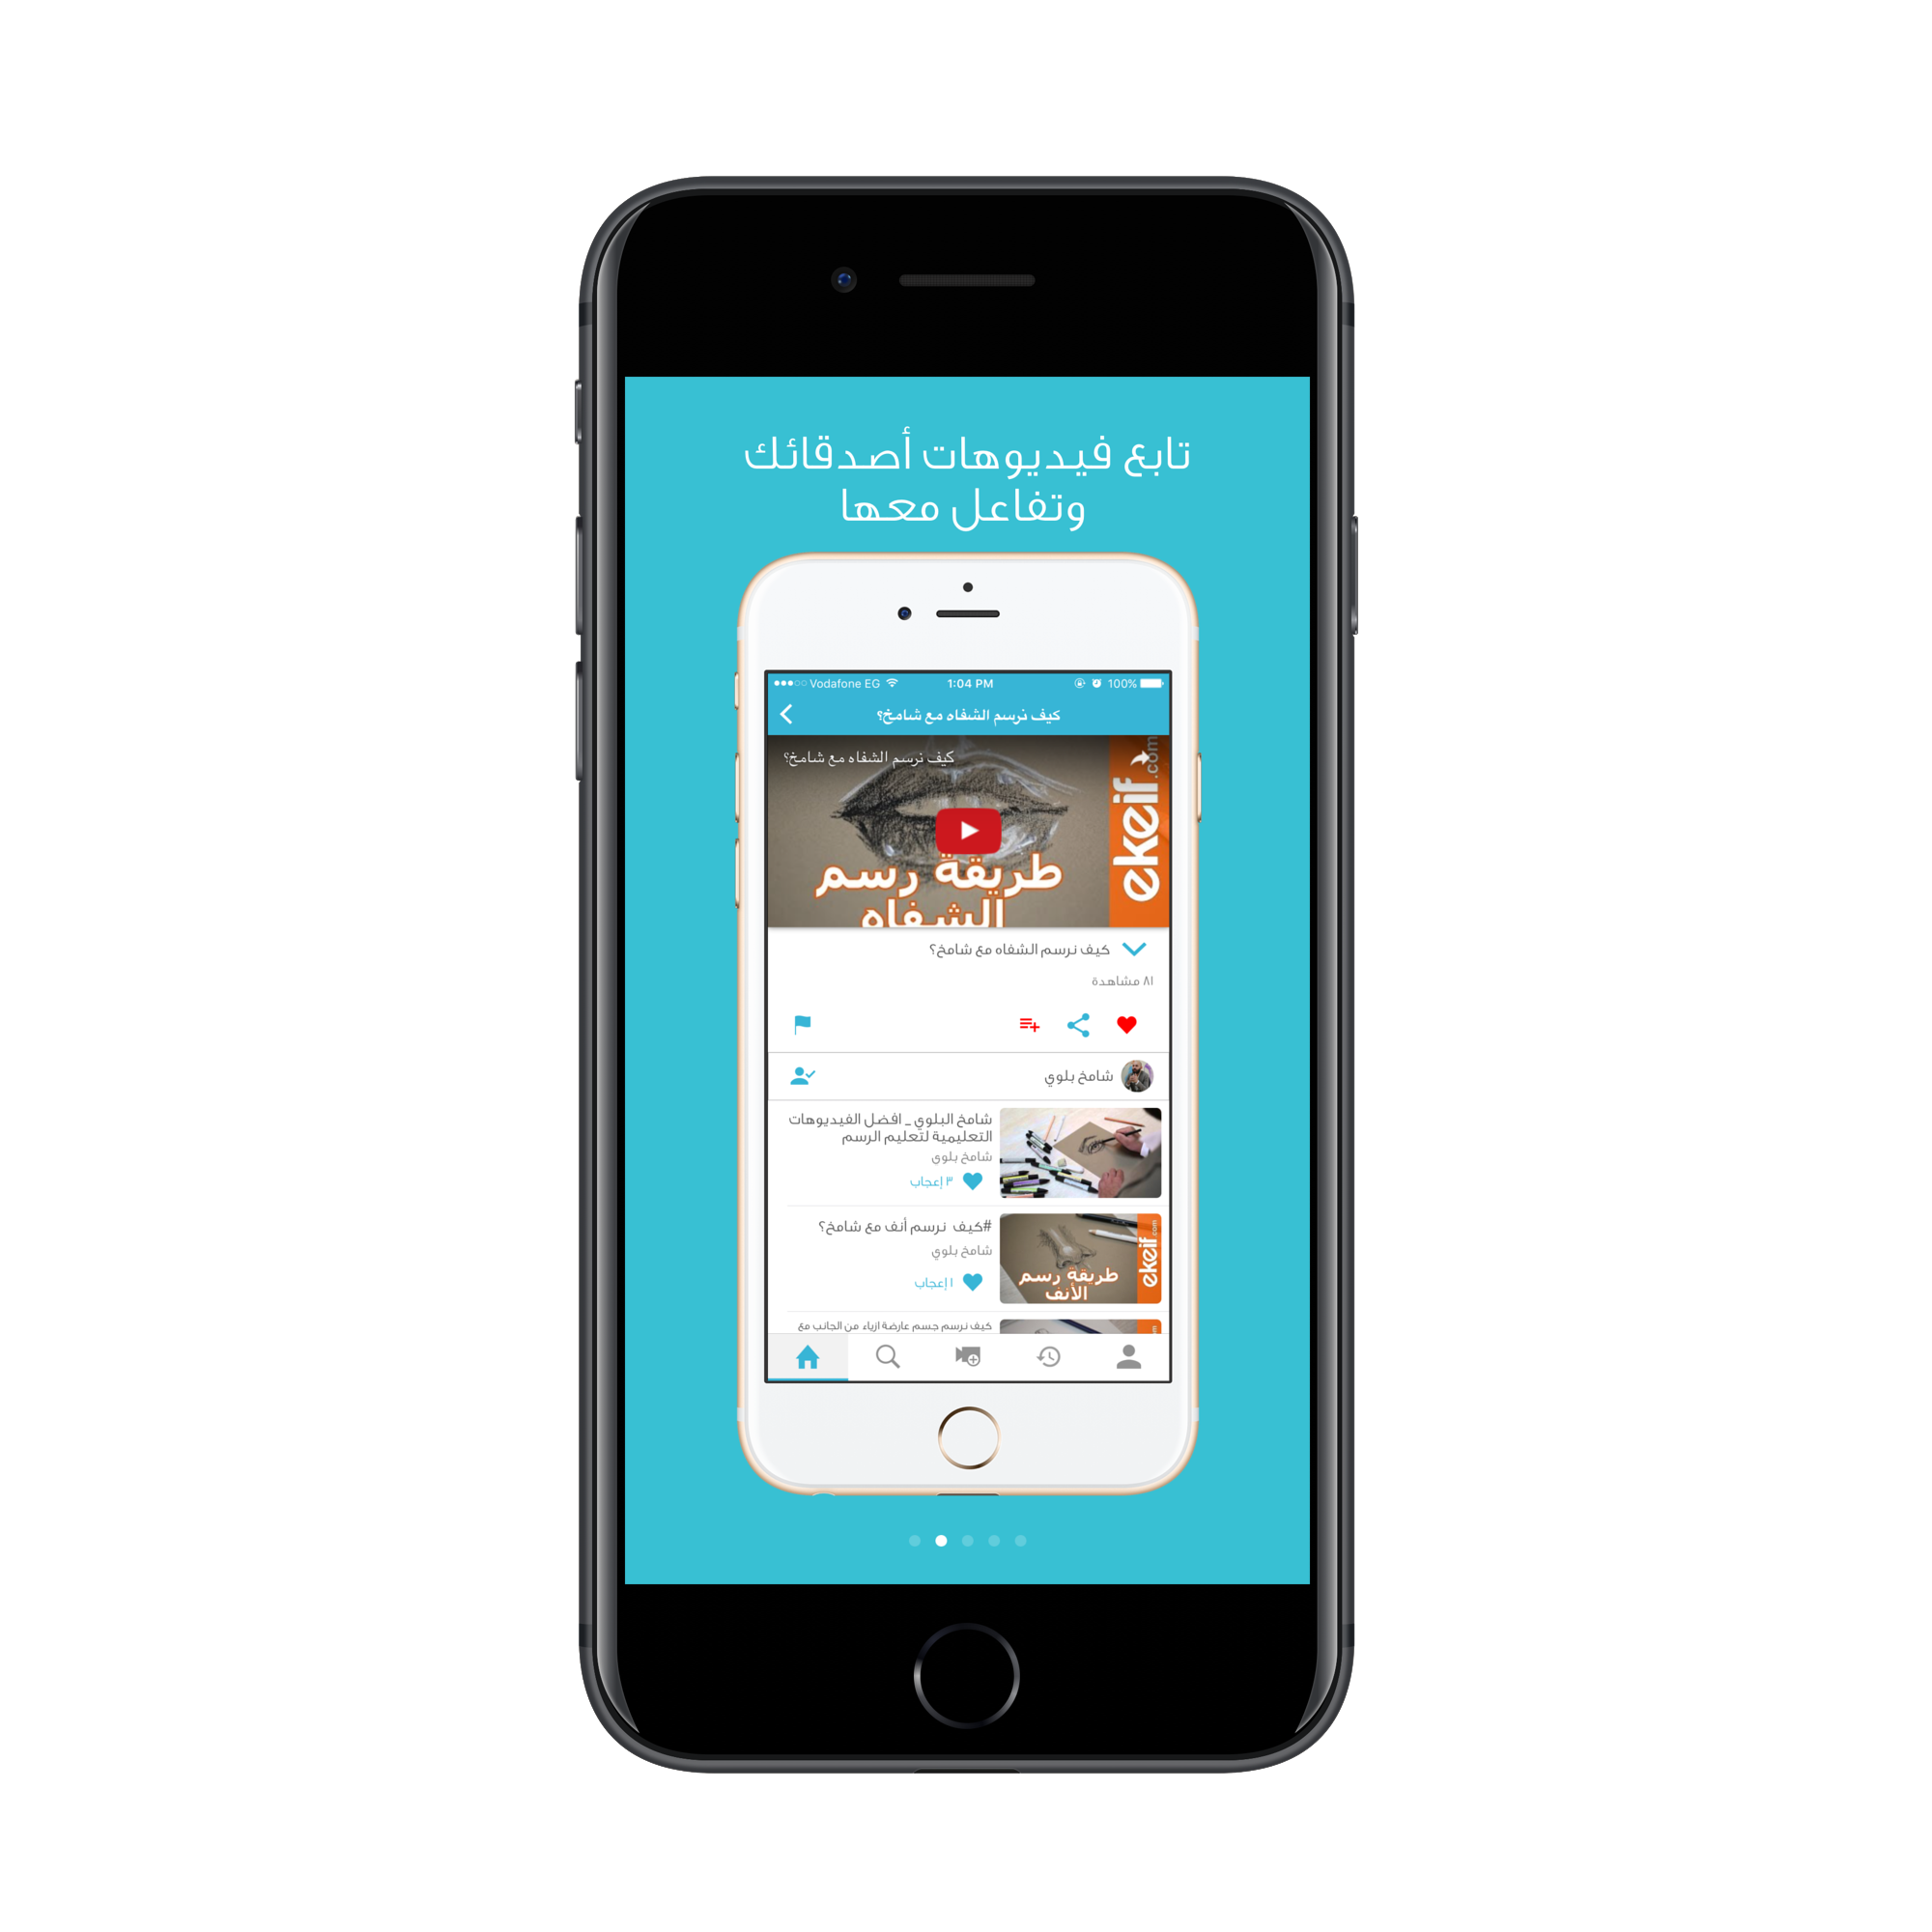 تابع فيديوهات أصدقائك
وتفاعل معها
Vodafone EG 1:04 PM 100%
كيف نرسم الشفاه مع شامخ؟
كيف نرسم الشفاه مع شامخ؟
ekeif.com
طريقة رسم
الشفاه
كيف نرسم الشفاه مع شامخ؟
٨١ مشاهدة
شامخ بلوي
شامخ البلوي _ افضل الفيديوهات
التعليمية لتعليم الرسم
شامخ بلوي
٣ إعجاب
#كيف نرسم أنف مع شامخ؟
شامخ بلوي
١ إعجاب
ekeif.com
طريقة رسم
الأنف
كيف نرسم جسم عارضة ازياء من الجانب مع